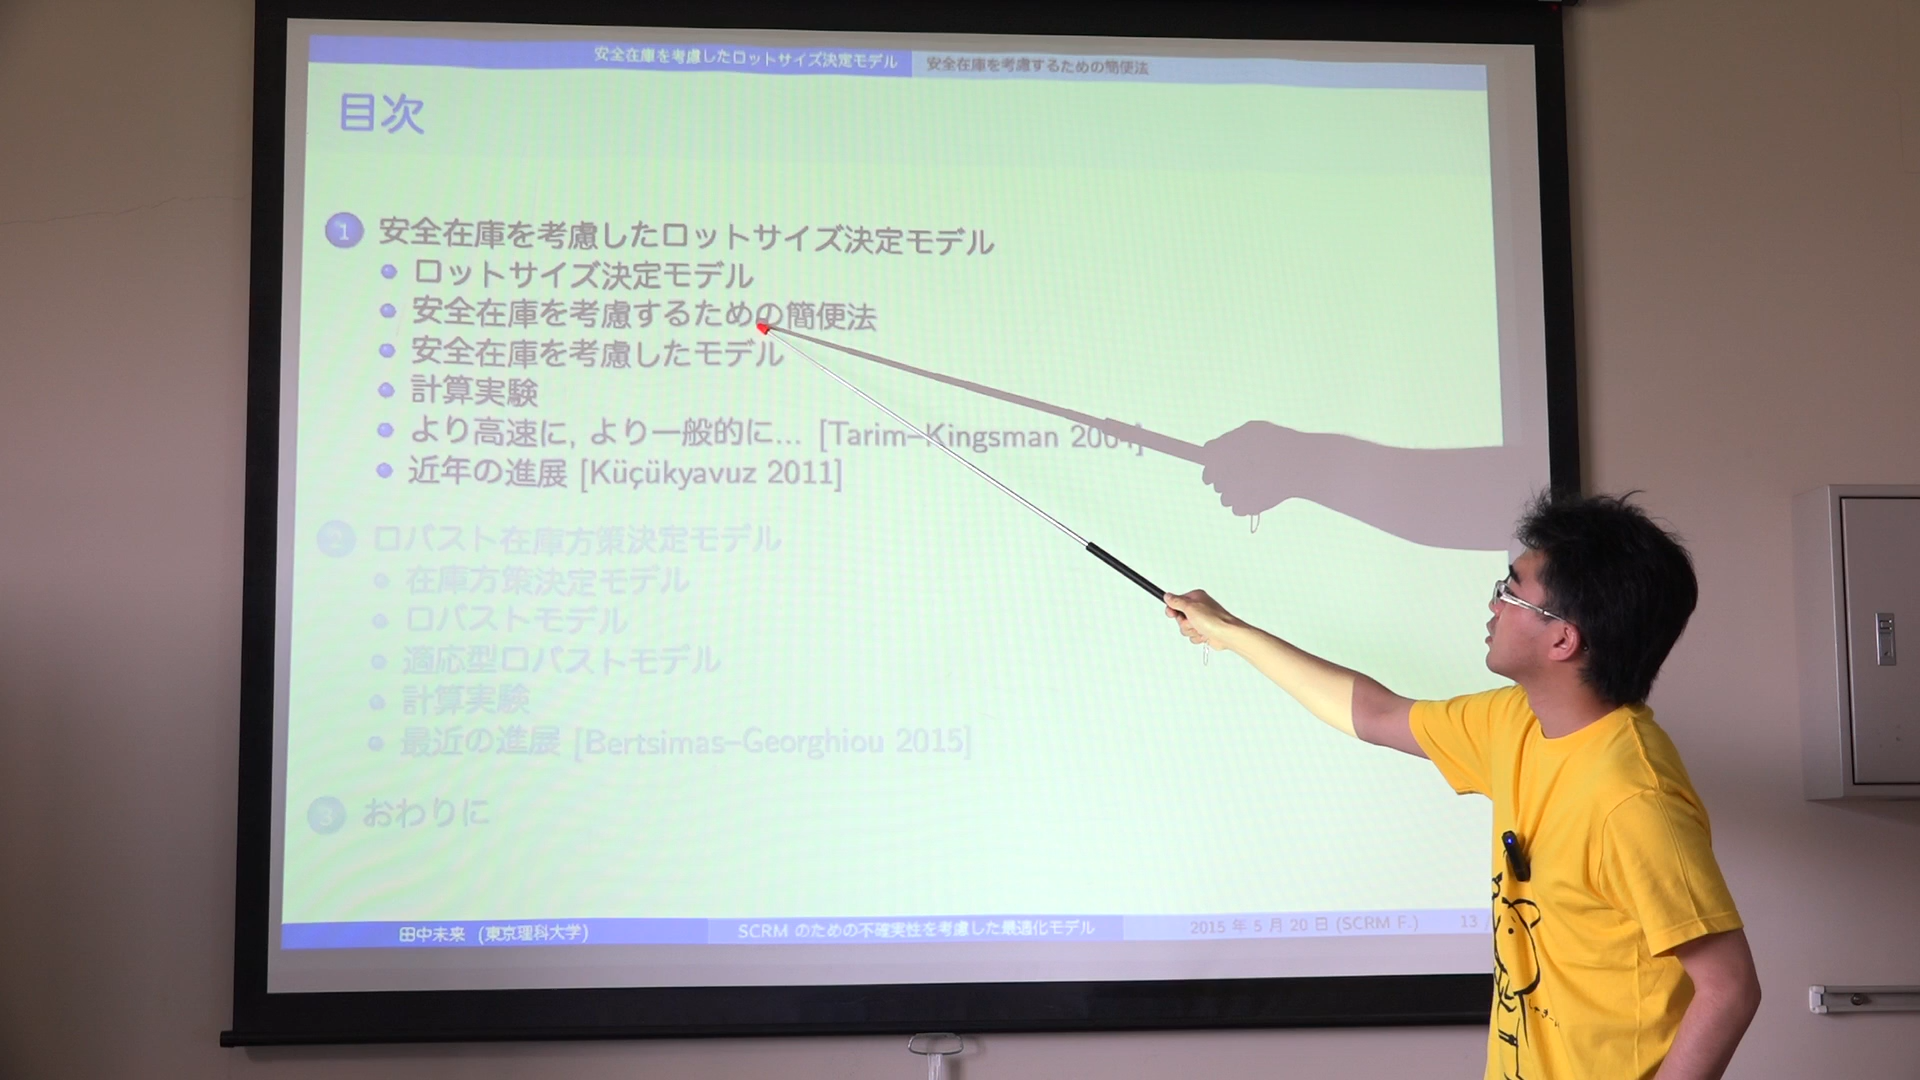 安全在庫を考慮したロットサイズ決定モデル 安全在庫を考慮するための簡便法
目次
1 安全在庫を考慮したロットサイズ決定モデル
ロットサイズ決定モデル
安全在庫を考慮するための簡便法
安全在庫を考慮したモデル
計算実験
より高速に, より一般的に... [Tarim–Kingsman 2004]
近年の進展 [Küçükyavuz 2011]
2 ロバスト在庫方策決定モデル
在庫方策決定モデル
ロバストモデル
適応型ロバストモデル
計算実験
最近の進展 [Bertsimas–Georghiou 2015]
3 おわりに
田中未来 (東京理科大学) SCRM のための不確実性を考慮した最適化モデル 2015 年 5 月 20 日 (SCRM F.) 13 /